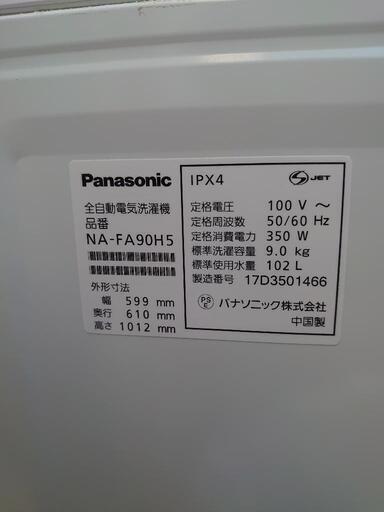 Panasonic
全自動電気洗濯機
品番
NA-FA90H5
外形寸法
幅 599 mm
奥行 610 mm
高さ 1012 mm
IPX4
S JET
定格電圧 100 V ～
定格周波数 50/60 Hz
定格消費電力 350 W
標準洗濯容量 9.0 kg
標準使用水量 102 L
製造番号 17D3501466
PS E パナソニック株式会社
中国製